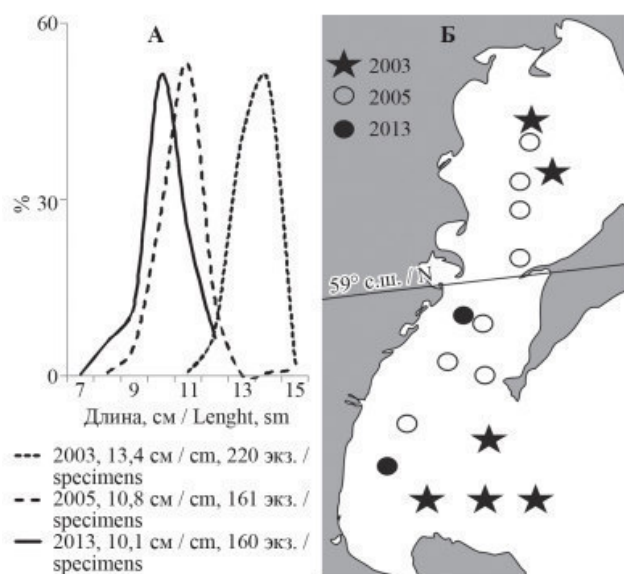 60
А
30
%
0
7 9 11 13 15
Длина, см / Lenght, sm
2003, 13,4 см / cm, 220 экз. /
specimens
2005, 10,8 см / cm, 161 экз. /
specimens
2013, 10,1 см / cm, 160 экз. /
specimens
Б
2003
2005
2013
59° с.ш. / N